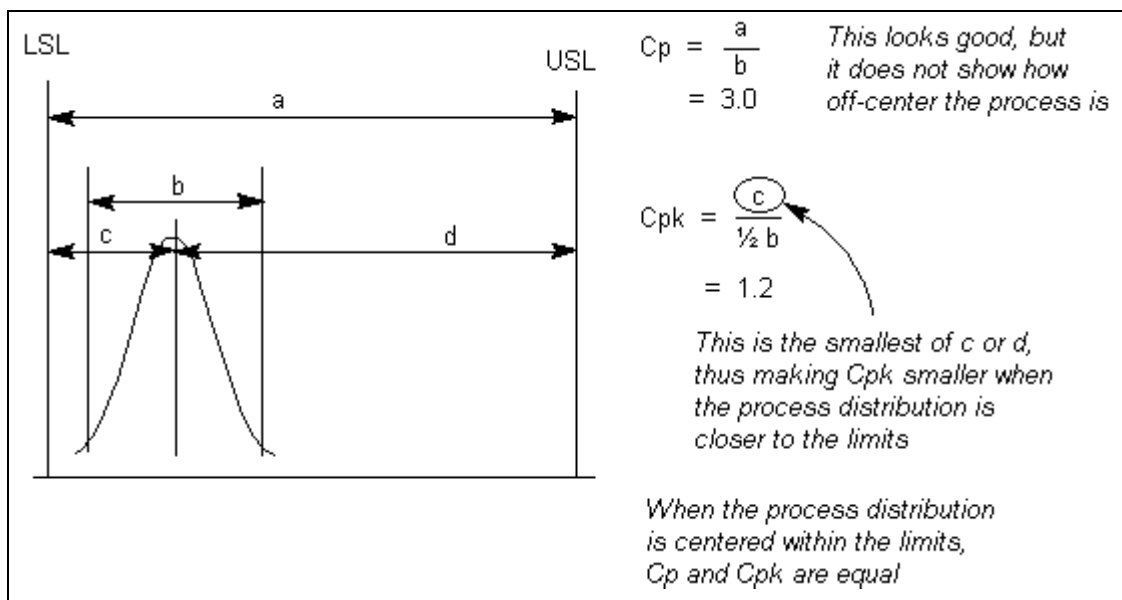 LSL
USL
a
b
c
d
Cp = a
b
= 3.0
This looks good, but
it does not show how
off-center the process is
Cpk = c
½ b
= 1.2
This is the smallest of c or d,
thus making Cpk smaller when
the process distribution is
closer to the limits
When the process distribution
is centered within the limits,
Cp and Cpk are equal